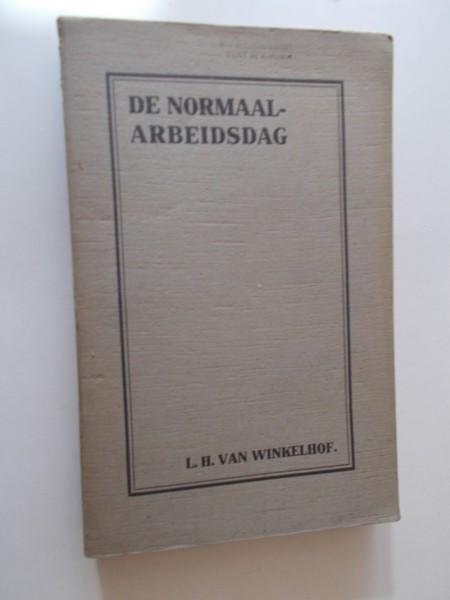 DE NORMAAL-
ARBEIDSDAG
L. H. VAN WINKELHOF.